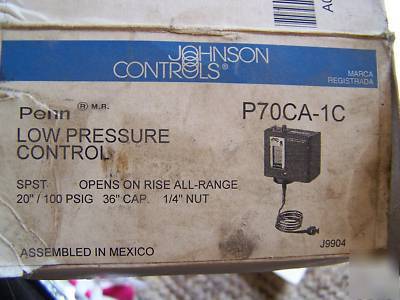 JOHNSON
CONTROLS®
MARCA
REGISTRADA
Penn ® M.R.
P70CA-1C
LOW PRESSURE
CONTROL
SPST OPENS ON RISE ALL-RANGE
20" / 100 PSIG 36" CAP. 1/4" NUT
ASSEMBLED IN MEXICO
J9904